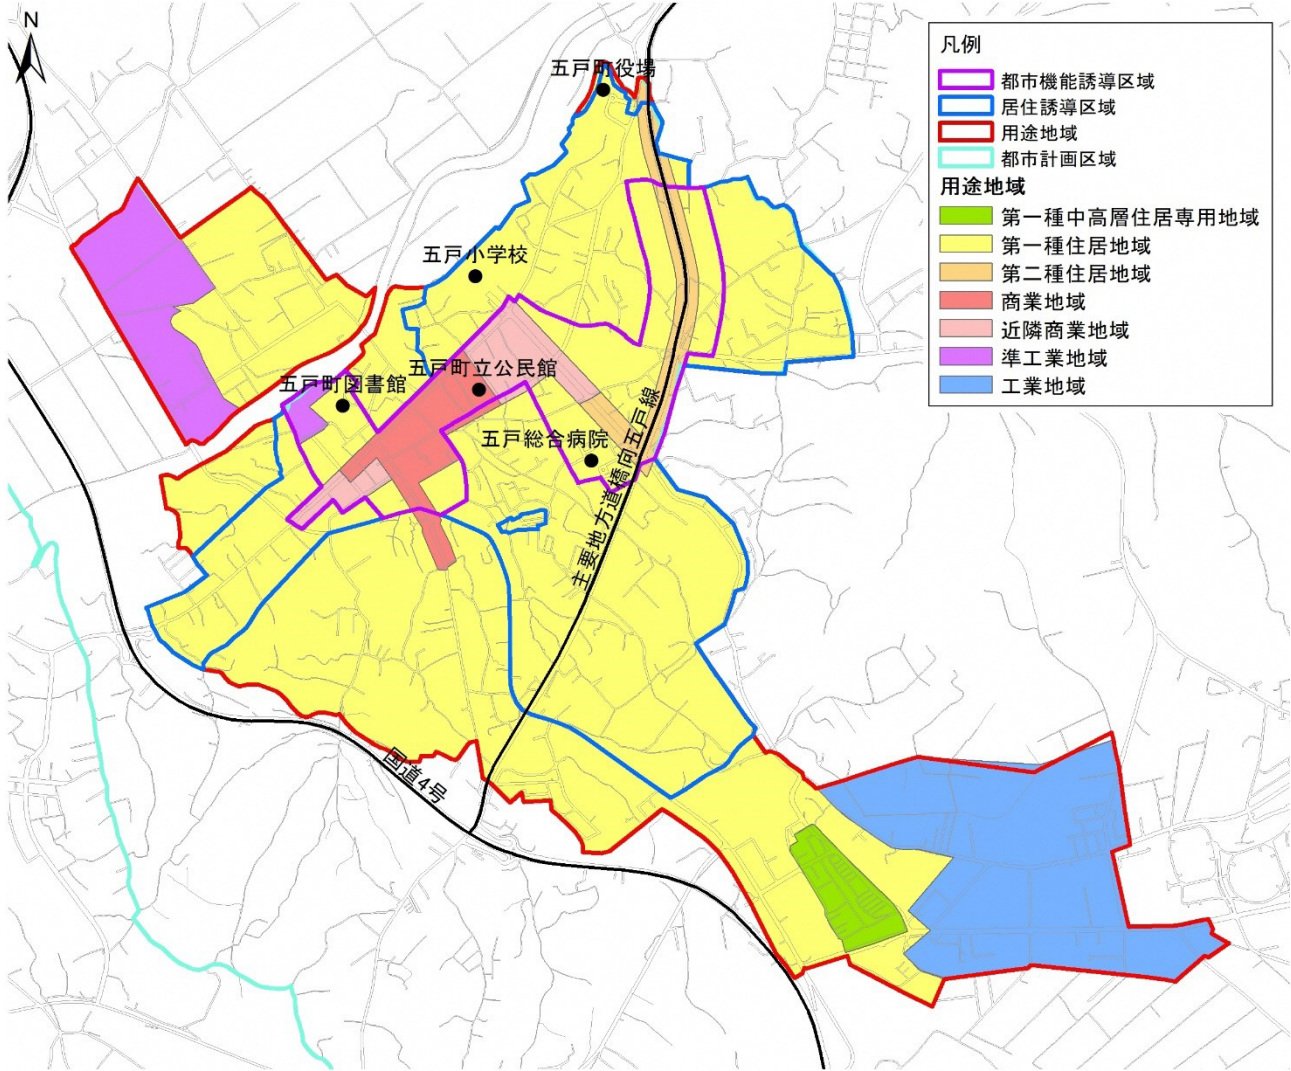 N
五戸町役場
五戸小学校
五戸町立公民館
五戸町図書館
五戸総合病院
主要地方道橋向五戸線
国道4号
凡例
都市機能誘導区域
居住誘導区域
用途地域
都市計画区域
用途地域
第一種中高層住居専用地域
第一種住居地域
第二種住居地域
商業地域
近隣商業地域
準工業地域
工業地域